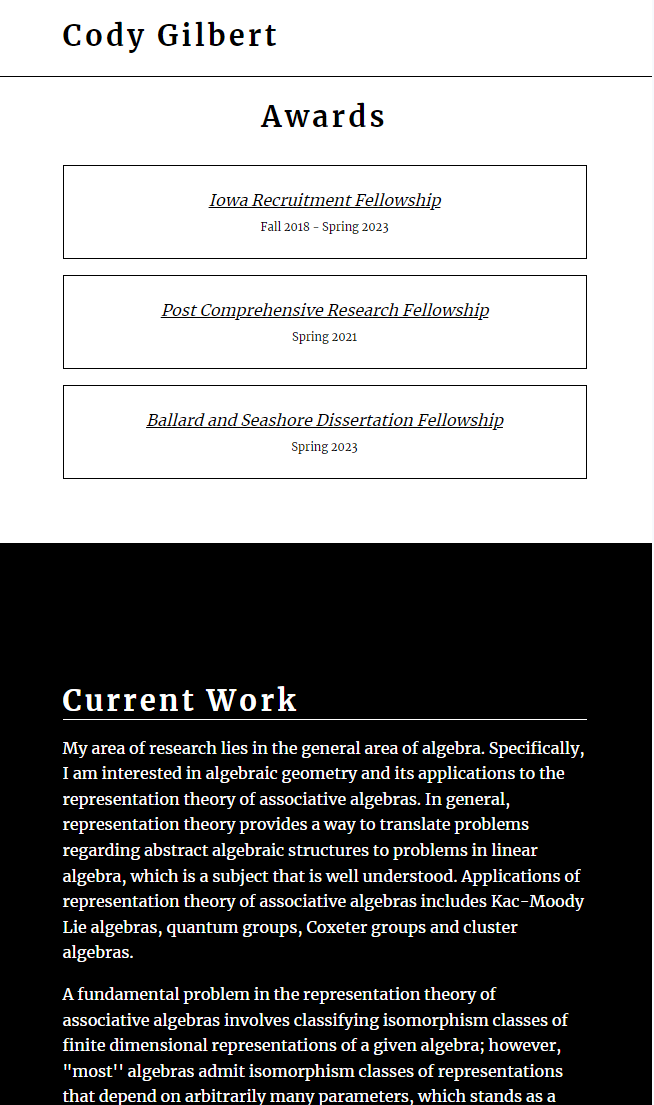 Cody Gilbert
Awards
Iowa Recruitment Fellowship
Fall 2018 - Spring 2023
Post Comprehensive Research Fellowship
Spring 2021
Ballard and Seashore Dissertation Fellowship
Spring 2023
Current Work
My area of research lies in the general area of algebra. Specifically,
I am interested in algebraic geometry and its applications to the
representation theory of associative algebras. In general,
representation theory provides a way to translate problems
regarding abstract algebraic structures to problems in linear
algebra, which is a subject that is well understood. Applications of
representation theory of associative algebras includes Kac-Moody
Lie algebras, quantum groups, Coxeter groups and cluster
algebras.
A fundamental problem in the representation theory of
associative algebras involves classifying isomorphism classes of
finite dimensional representations of a given algebra; however,
"most'' algebras admit isomorphism classes of representations
that depend on arbitrarily many parameters, which stands as a